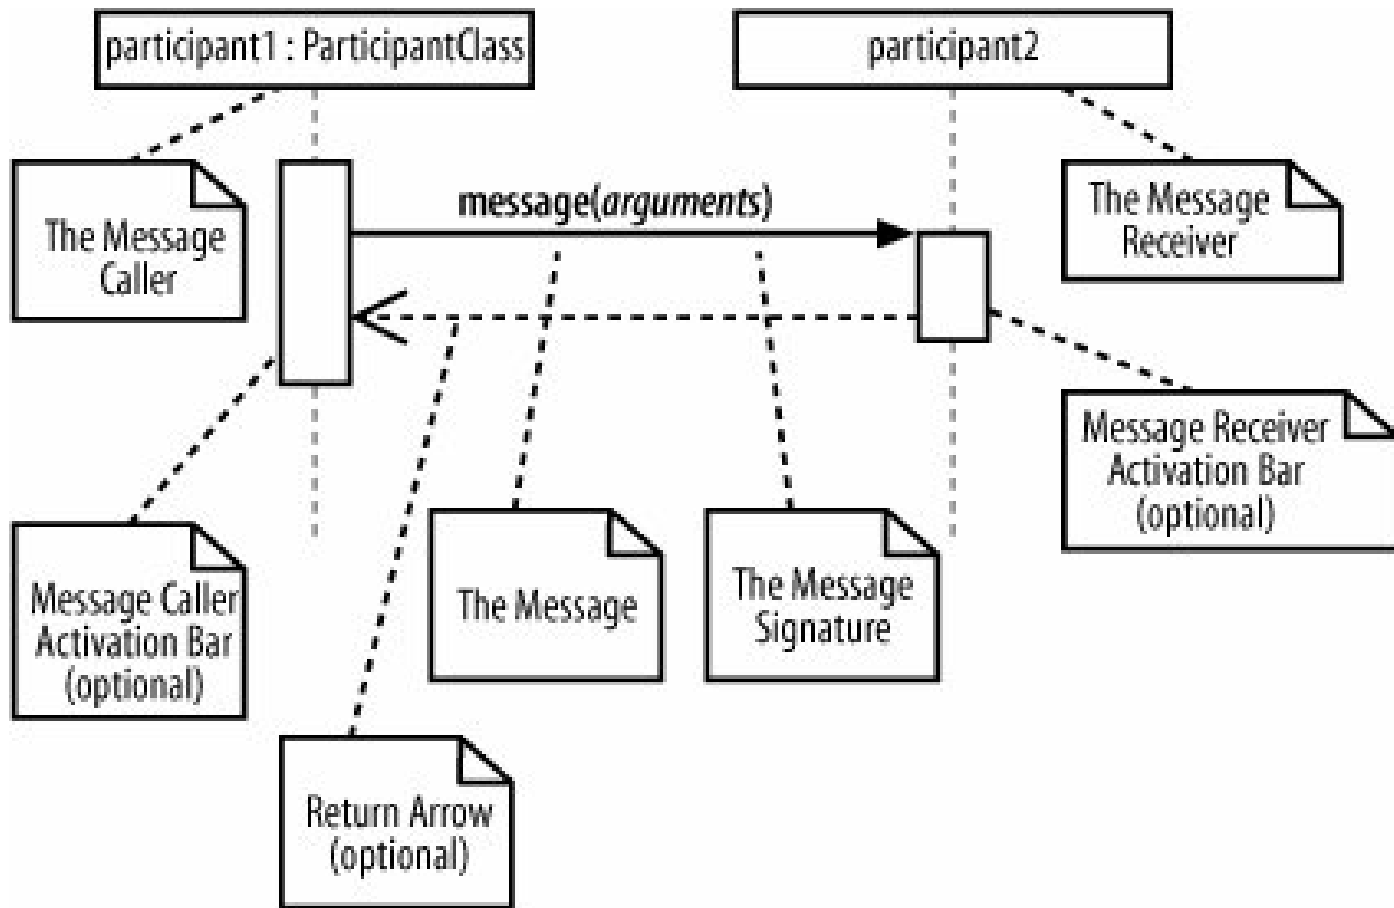 participant1 : ParticipantClass
participant2
The Message
Caller
message(arguments)
The Message
Receiver
Message Receiver
Activation Bar
(optional)
Message Caller
Activation Bar
(optional)
The Message
The Message
Signature
Return Arrow
(optional)